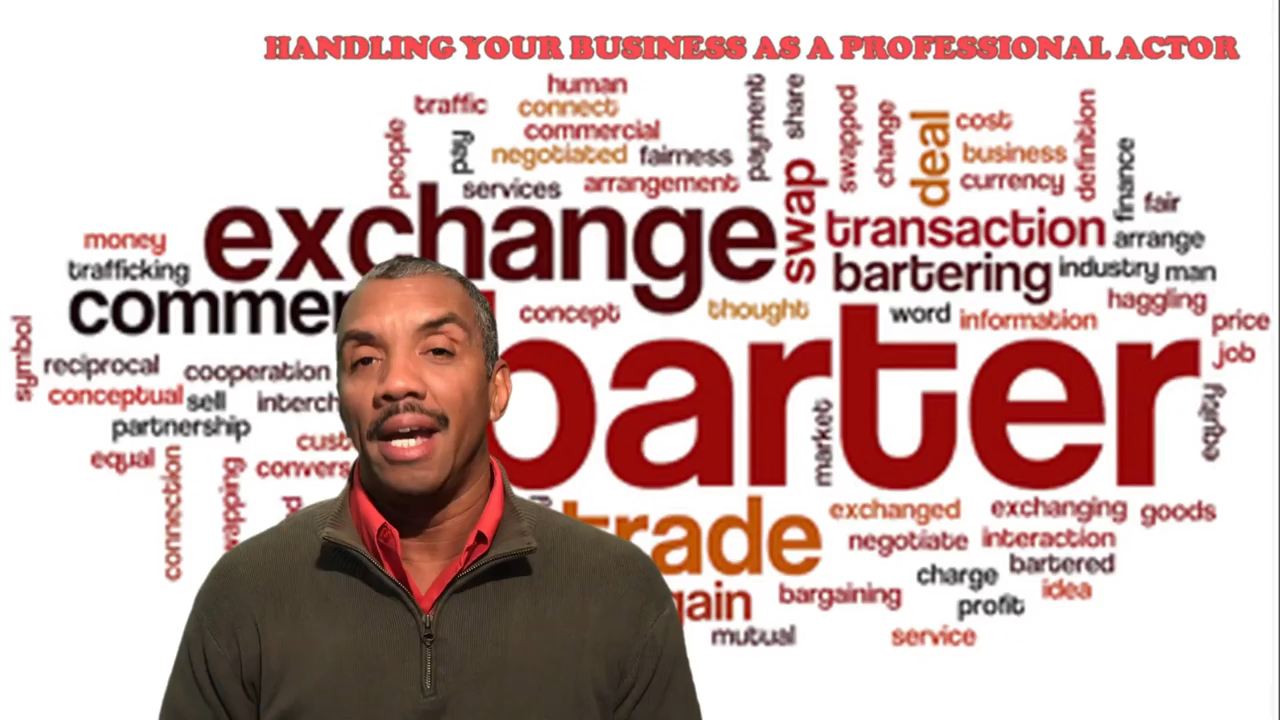 HANDLING YOUR BUSINESS AS A PROFESSIONAL ACTOR
human
traffic
connect
people
pay
commercial
negotiated
fairness
services
arrangement
payment
share
swapped
change
deal
cost
business
currency
definition
finance
fair
exchange
swap
transaction
arrange
money
trafficking
bartering
industry
man
haggling
concept
thought
word
information
price
job
symbol
reciprocal
cooperation
conceptual
sell
partnership
equal
connection
market
equity
trade
exchanged
exchanging
goods
negotiate
interaction
bartered
charge
idea
bargaining
profit
mutual
service